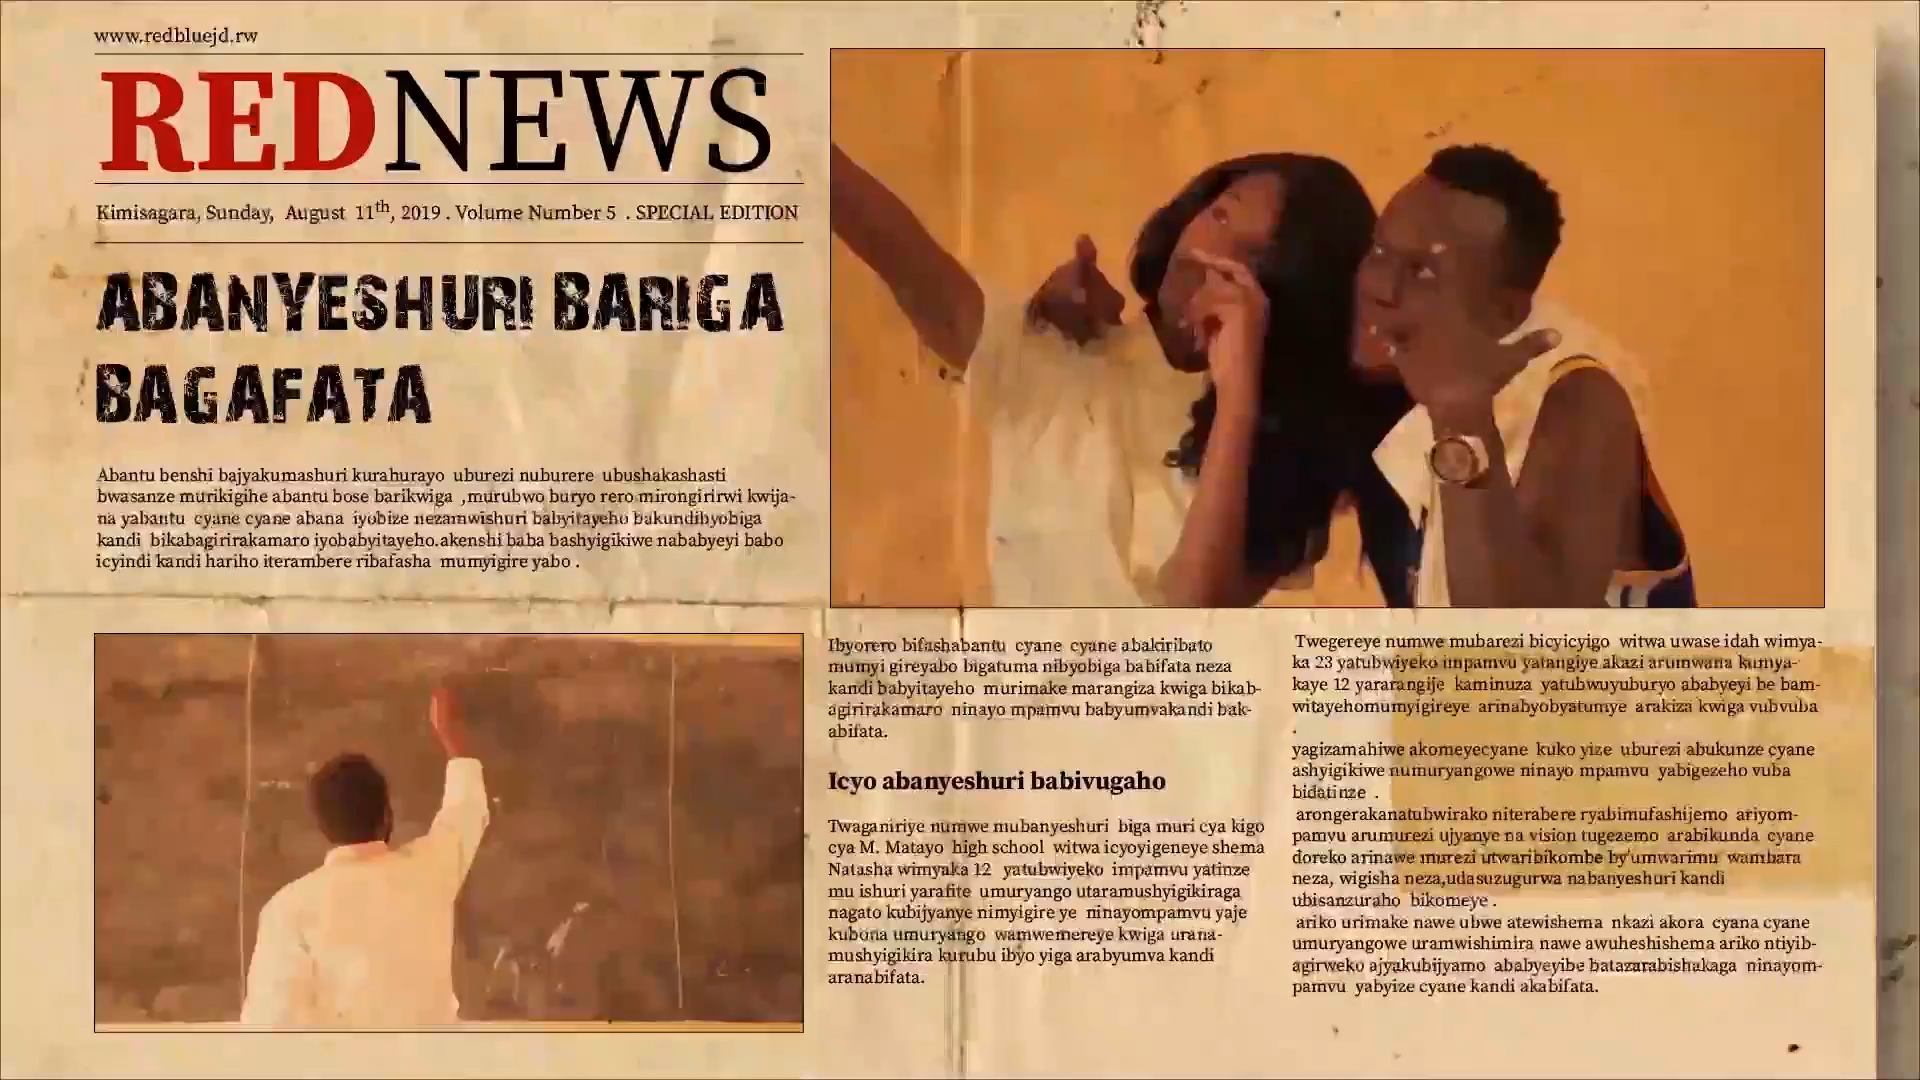 www.redbluejd.rw
REDNEWS
Kimisagara, Sunday, August 11th, 2019 . Volume Number 5 . SPECIAL EDITION
ABANYESHURI BARIGA
BAGAFATA
Abantu benshi bajyakumashuri kurahurayo uburezi nuburere ubushakashasti
bwasanze murikigihe abantu bose barikwiga ,murubwo buryo rero mirongirirwi kwija-
na yabantu cyane cyane abana iyobize nezamwishuri babyitayeho bakundibyobiga
kandi bikabagirirakamaro iyobabyitayeho.akenshi baba bashyigikiwe nababyeyi babo
icyindi kandi hariho iterambere ribafasha mumyigire yabo .
Ibyorero bifashabantu cyane cyane abakiribato
mumyi gireyabo bigatuma nibyobiga babifata neza
kandi babyitayeho murimake marangiza kwiga bikab-
agirirakamaro ninayo mpamvu babyumvakandi bak-
abifata.
Icyo abanyeshuri babivugaho
Twaganiriye numwe mubanyeshuri biga muri cya kigo
cya M. Matayo high school witwa icyoyigeneye shema
Natasha wimyaka 12 yatubwiyeko impamvu yatinze
mu ishuri yarafite umuryango utaramushyigikiraga
nagato kubijyanye nimyigire ye ninayompamvu yaje
kubona umuryango wamwemereye kwiga urana-
mushyigikira kurubu ibyo yiga arabyumva kandi
aranabifata.
Twegereye numwe mubarezi bicyicyigo witwa uwase idah wimya-
ka 23 yatubwiyeko impamvu yatangiye akazi arumwana kumya-
kaye 12 yararangije kaminuza yatubwuyuburyo ababyeyi be bam-
witayehomumyigireye arinabyobyatumye arakiza kwiga vubvuba
.
yagizamahiwe akomeyecyane kuko yize uburezi abukunze cyane
ashyigikiwe numuryangowe ninayo mpamvu yabigezeho vuba
bidatinze .
arongerakanatubwirako niterabere ryabimufashijemo ariyom-
pamvu arumurezi ujyanye na vision tugezemo arabikunda cyane
doreko arinawe murezi utwaribikombe by'umwarimu wambara
neza, wigisha neza,udasuzugurwa nabanyeshuri kandi
ubisanzuraho bikomeye .
ariko urimake nawe ubwe atewishema nkazi akora cyana cyane
umuryangowe uramwishimira nawe awuheshishema ariko ntiyib-
agirweko ajyakubijyamo ababyeyibe batazarabishakaga ninayom-
pamvu yabyize cyane kandi akabifata.